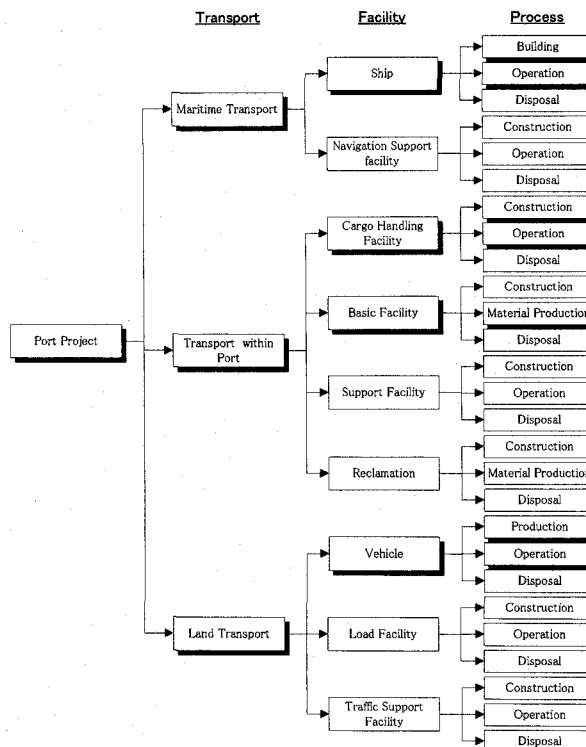 Transport
Facility
Process
Building
Ship
Operation
Disposal
Maritime Transport
Construction
Navigation Support
facility
Operation
Disposal
Construction
Cargo Handling
Facility
Operation
Disposal
Construction
Basic Facility
Material Production
Disposal
Port Project
Transport within
Port
Construction
Support Facility
Operation
Disposal
Construction
Reclamation
Material Production
Disposal
Production
Vehicle
Operation
Disposal
Land Transport
Construction
Load Facility
Operation
Disposal
Construction
Traffic Support
Facility
Operation
Disposal